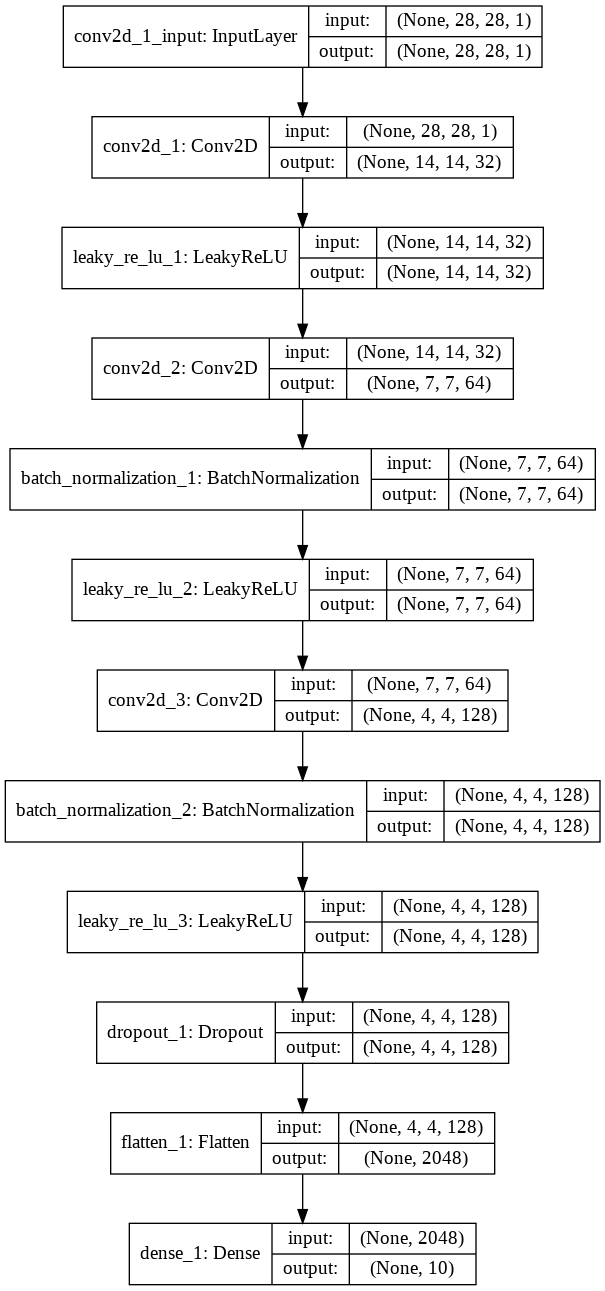 conv2d_1_input: InputLayer
input: (None, 28, 28, 1)
output: (None, 28, 28, 1)
conv2d_1: Conv2D
input: (None, 28, 28, 1)
output: (None, 14, 14, 32)
leaky_re_lu_1: LeakyReLU
input: (None, 14, 14, 32)
output: (None, 14, 14, 32)
conv2d_2: Conv2D
input: (None, 14, 14, 32)
output: (None, 7, 7, 64)
batch_normalization_1: BatchNormalization
input: (None, 7, 7, 64)
output: (None, 7, 7, 64)
leaky_re_lu_2: LeakyReLU
input: (None, 7, 7, 64)
output: (None, 7, 7, 64)
conv2d_3: Conv2D
input: (None, 7, 7, 64)
output: (None, 4, 4, 128)
batch_normalization_2: BatchNormalization
input: (None, 4, 4, 128)
output: (None, 4, 4, 128)
leaky_re_lu_3: LeakyReLU
input: (None, 4, 4, 128)
output: (None, 4, 4, 128)
dropout_1: Dropout
input: (None, 4, 4, 128)
output: (None, 4, 4, 128)
flatten_1: Flatten
input: (None, 4, 4, 128)
output: (None, 2048)
dense_1: Dense
input: (None, 2048)
output: (None, 10)